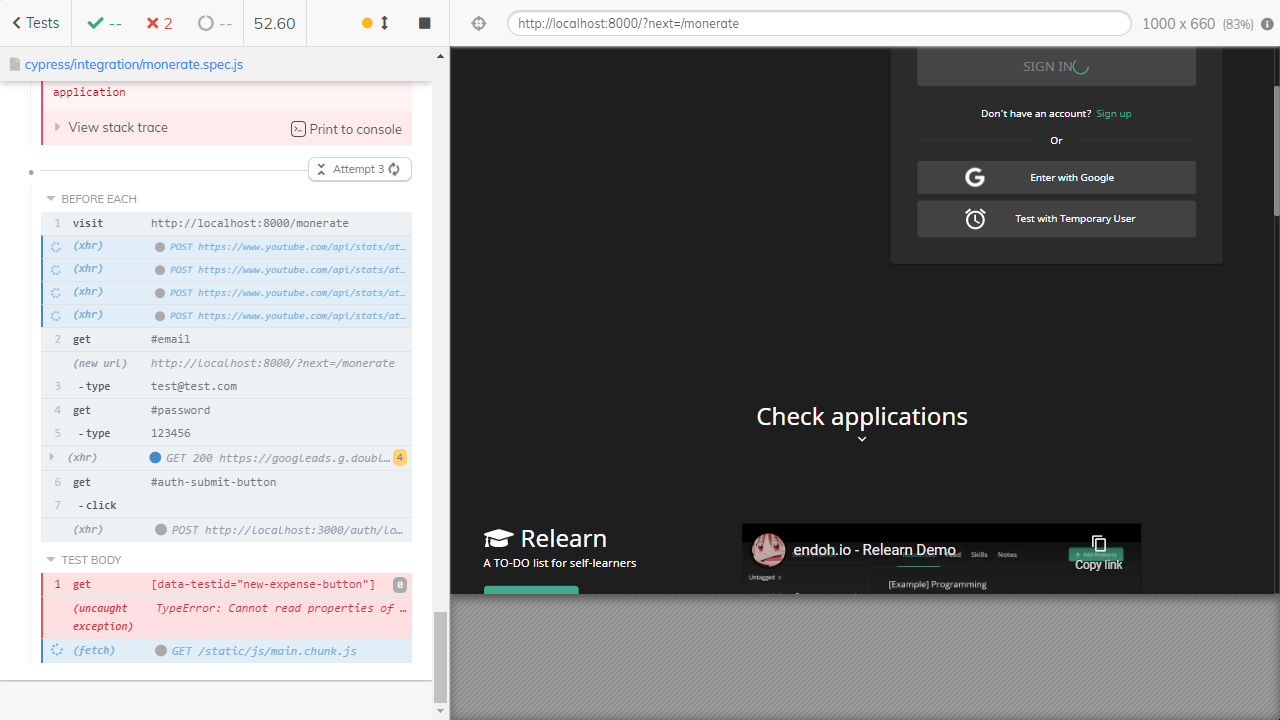 Tests
--
2
--
52.60
http://localhost:8000/?next=/monerate
1000 x 660 (83%)
cypress/integration/monerate.spec.js
application
View stack trace
Print to console
Attempt 3
BEFORE EACH
1 visit http://localhost:8000/monerate
(xhr) POST https://www.youtube.com/api/stats/at…
(xhr) POST https://www.youtube.com/api/stats/at…
(xhr) POST https://www.youtube.com/api/stats/at…
(xhr) POST https://www.youtube.com/api/stats/at…
2 get #email
(new url) http://localhost:8000/?next=/monerate
3 -type test@test.com
4 get #password
5 -type 123456
(xhr) GET 200 https://googleads.g.doubl… 4
6 get #auth-submit-button
7 -click
(xhr) POST http://localhost:3000/auth/lo…
TEST BODY
1 get [data-testid="new-expense-button"] 0
(uncaught TypeError: Cannot read properties of …
exception)
(fetch) GET /static/js/main.chunk.js
SIGN IN
Don't have an account? Sign up
Or
Enter with Google
Test with Temporary User
Check applications
Relearn
A TO-DO list for self-learners
endoh.io - Relearn Demo
Skills
Notes
Copy link
Untagged
[Example] Programming